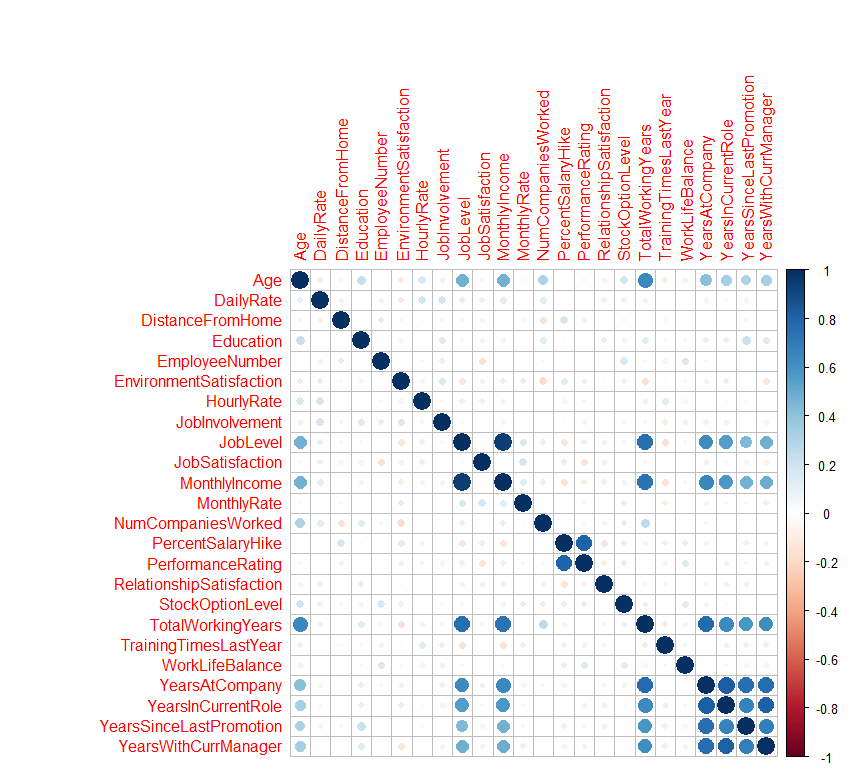 Age
DailyRate
DistanceFromHome
Education
EmployeeNumber
EnvironmentSatisfaction
HourlyRate
JobInvolvement
JobLevel
JobSatisfaction
MonthlyIncome
MonthlyRate
NumCompaniesWorked
PercentSalaryHike
PerformanceRating
RelationshipSatisfaction
StockOptionLevel
TotalWorkingYears
TrainingTimesLastYear
WorkLifeBalance
YearsAtCompany
YearsInCurrentRole
YearsSinceLastPromotion
YearsWithCurrManager
Age
DailyRate
DistanceFromHome
Education
EmployeeNumber
EnvironmentSatisfaction
HourlyRate
JobInvolvement
JobLevel
JobSatisfaction
MonthlyIncome
MonthlyRate
NumCompaniesWorked
PercentSalaryHike
PerformanceRating
RelationshipSatisfaction
StockOptionLevel
TotalWorkingYears
TrainingTimesLastYear
WorkLifeBalance
YearsAtCompany
YearsInCurrentRole
YearsSinceLastPromotion
YearsWithCurrManager
1
0.8
0.6
0.4
0.2
0
-0.2
-0.4
-0.6
-0.8
-1